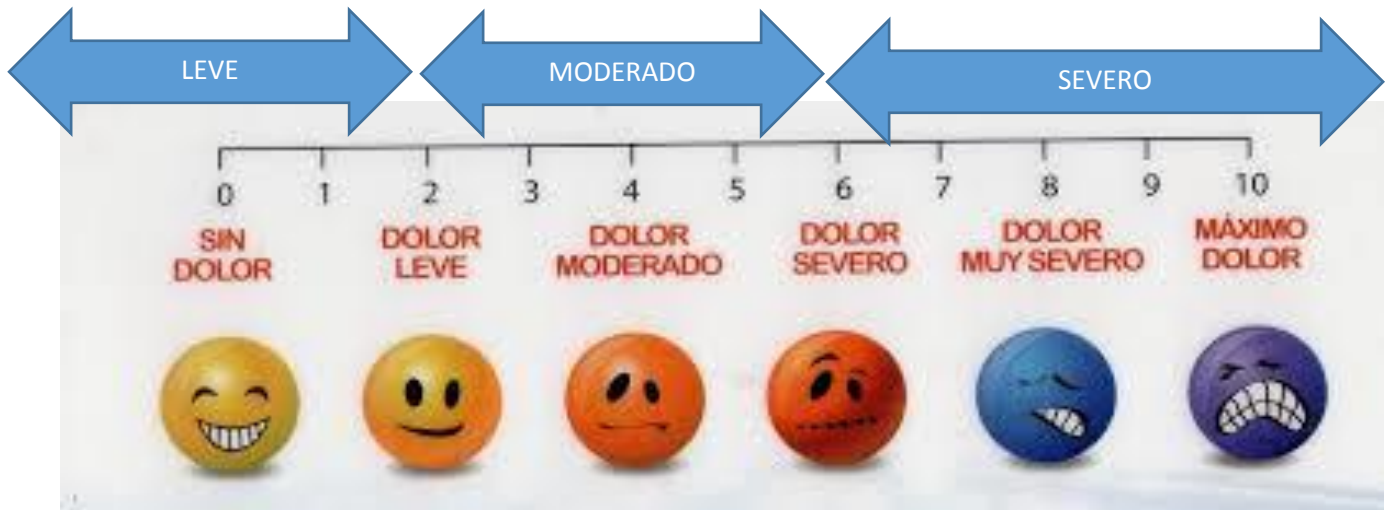 LEVE
MODERADO
SEVERO
0 1 2 3 4 5 6 7 8 9 10
SIN
DOLOR
DOLOR
LEVE
DOLOR
MODERADO
DOLOR
SEVERO
DOLOR
MUY SEVERO
MÁXIMO
DOLOR